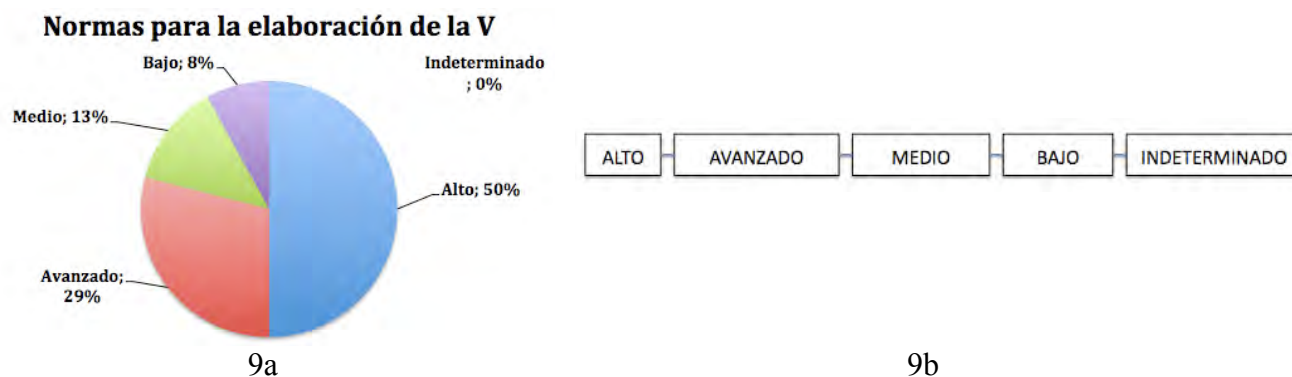 Normas para la elaboración de la V
Bajo; 8%
Indeterminado
; 0%
Medio; 13%
Alto; 50%
Avanzado;
29%
9a
ALTO
AVANZADO
MEDIO
BAJO
INDETERMINADO
9b